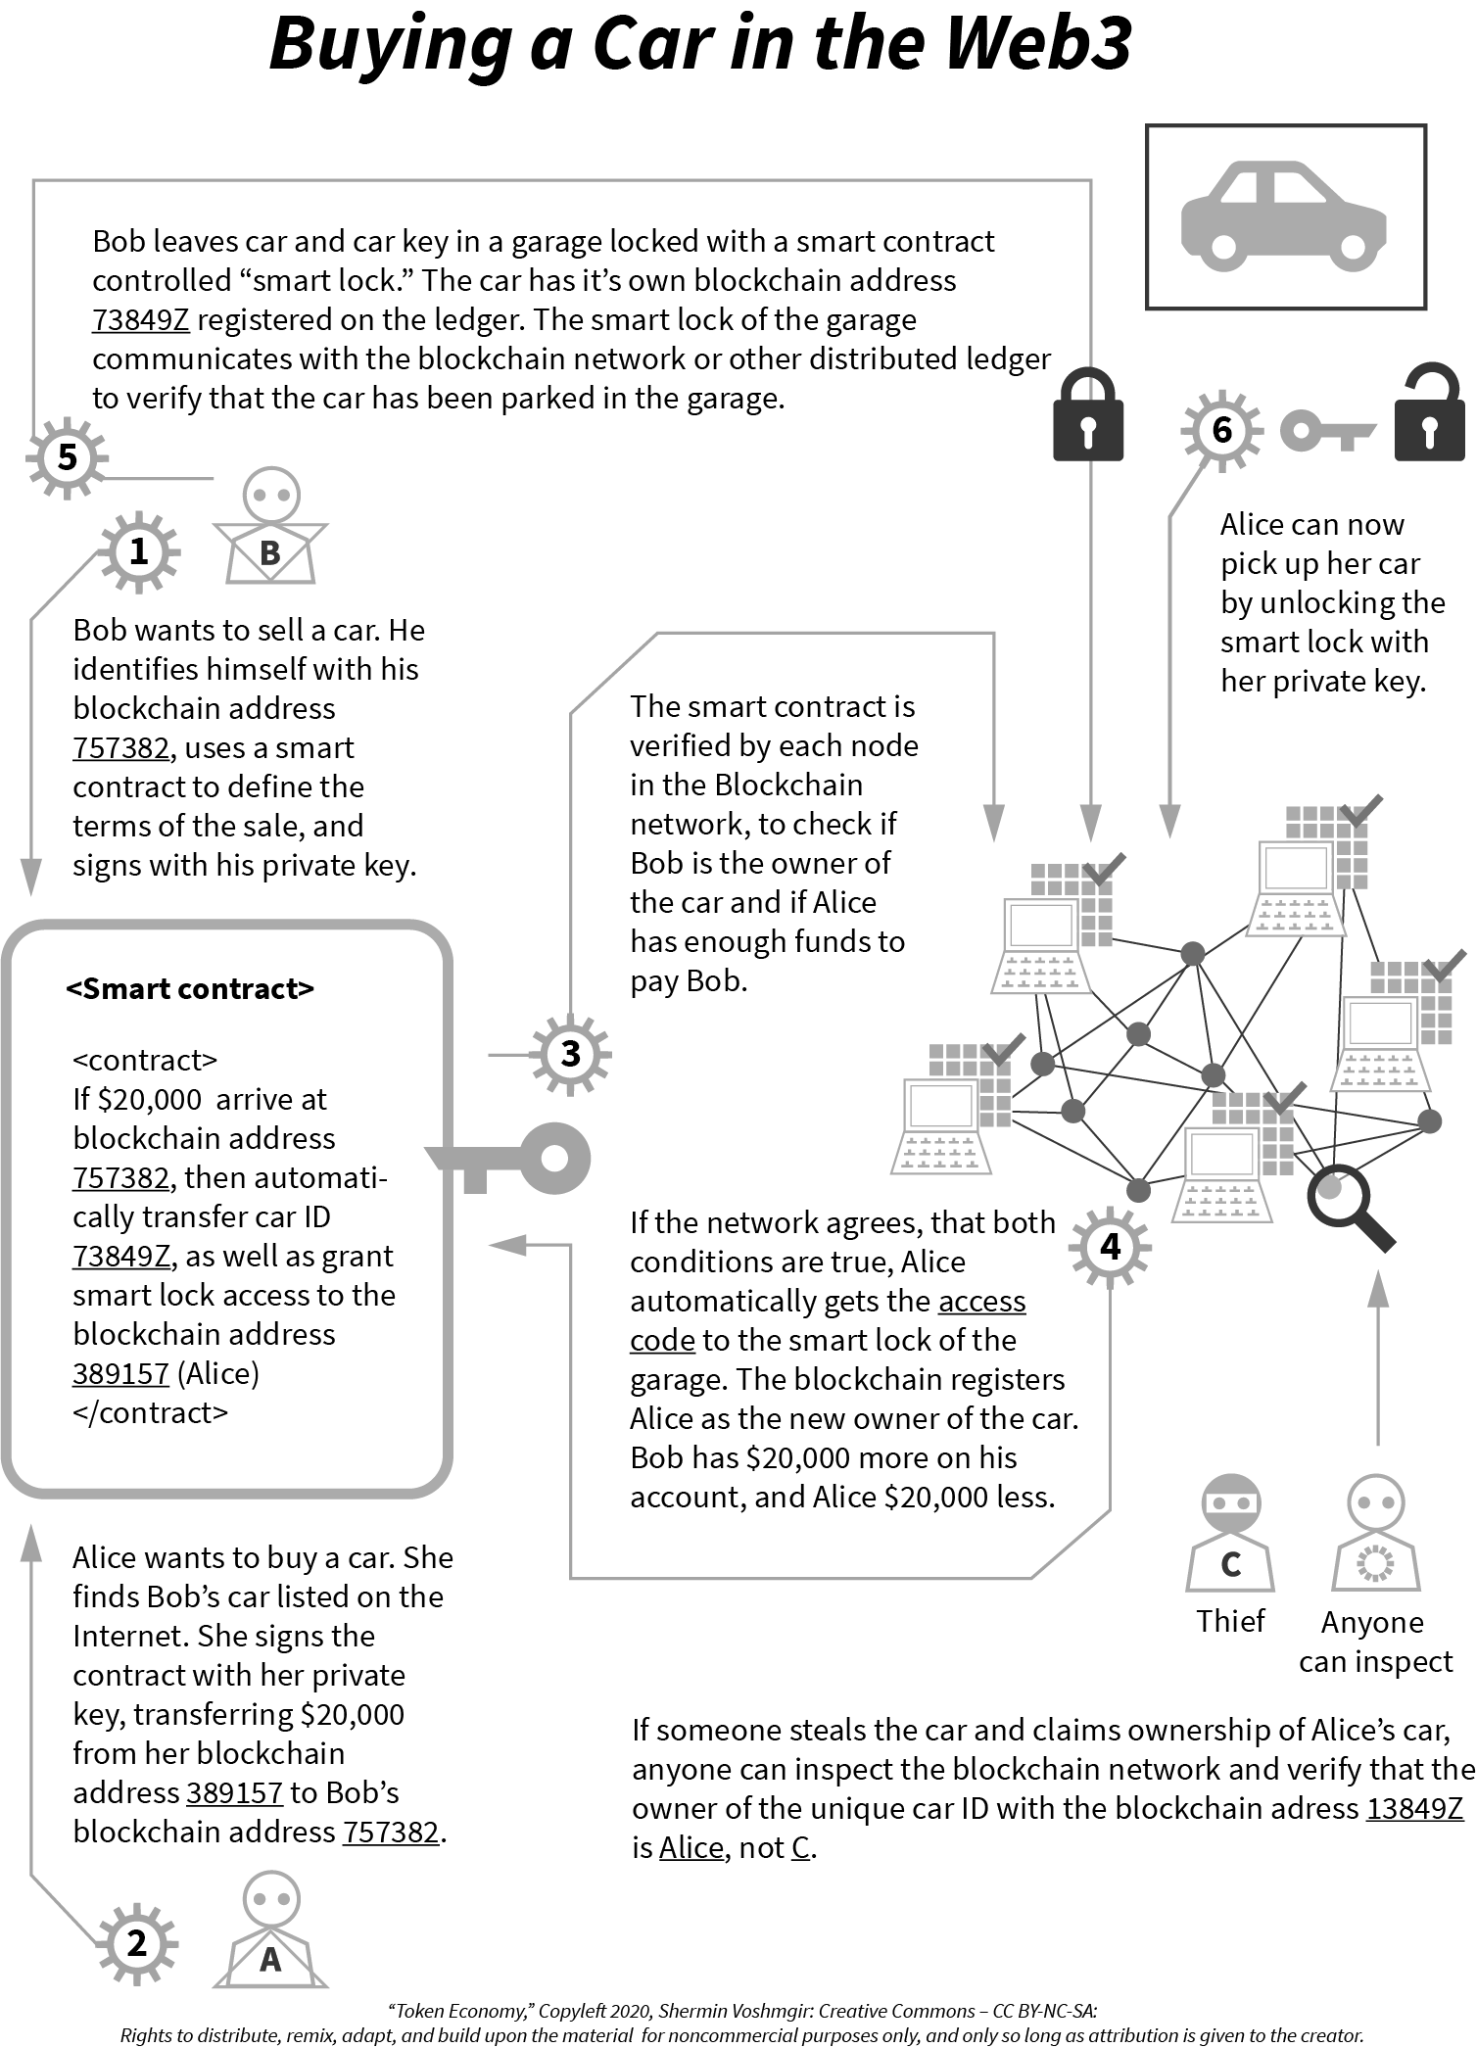 Buying a Car in the Web3
Bob leaves car and car key in a garage locked with a smart contract
controlled “smart lock.” The car has it’s own blockchain address
73849Z registered on the ledger. The smart lock of the garage
communicates with the blockchain network or other distributed ledger
to verify that the car has been parked in the garage.
5
6
Alice can now
pick up her car
by unlocking the
smart lock with
her private key.
1
B
Bob wants to sell a car. He
identifies himself with his
blockchain address
757382, uses a smart
contract to define the
terms of the sale, and
signs with his private key.
The smart contract is
verified by each node
in the Blockchain
network, to check if
Bob is the owner of
the car and if Alice
has enough funds to
pay Bob.
3
<Smart contract>
<contract>
If $20,000  arrive at
blockchain address
757382, then automati-
cally transfer car ID
73849Z, as well as grant
smart lock access to the
blockchain address
389157 (Alice)
</contract>
If the network agrees, that both
conditions are true, Alice
automatically gets the access
code to the smart lock of the
garage. The blockchain registers
Alice as the new owner of the car.
Bob has $20,000 more on his
account, and Alice $20,000 less.
4
C
Thief
Anyone
can inspect
Alice wants to buy a car. She
finds Bob’s car listed on the
Internet. She signs the
contract with her private
key, transferring $20,000
from her blockchain
address 389157 to Bob’s
blockchain address 757382.
2
A
If someone steals the car and claims ownership of Alice’s car,
anyone can inspect the blockchain network and verify that the
owner of the unique car ID with the blockchain adress 13849Z
is Alice, not C.
“Token Economy,” Copyleft 2020, Shermin Voshmgir: Creative Commons – CC BY-NC-SA:
Rights to distribute, remix, adapt, and build upon the material  for noncommercial purposes only, and only so long as attribution is given to the creator.